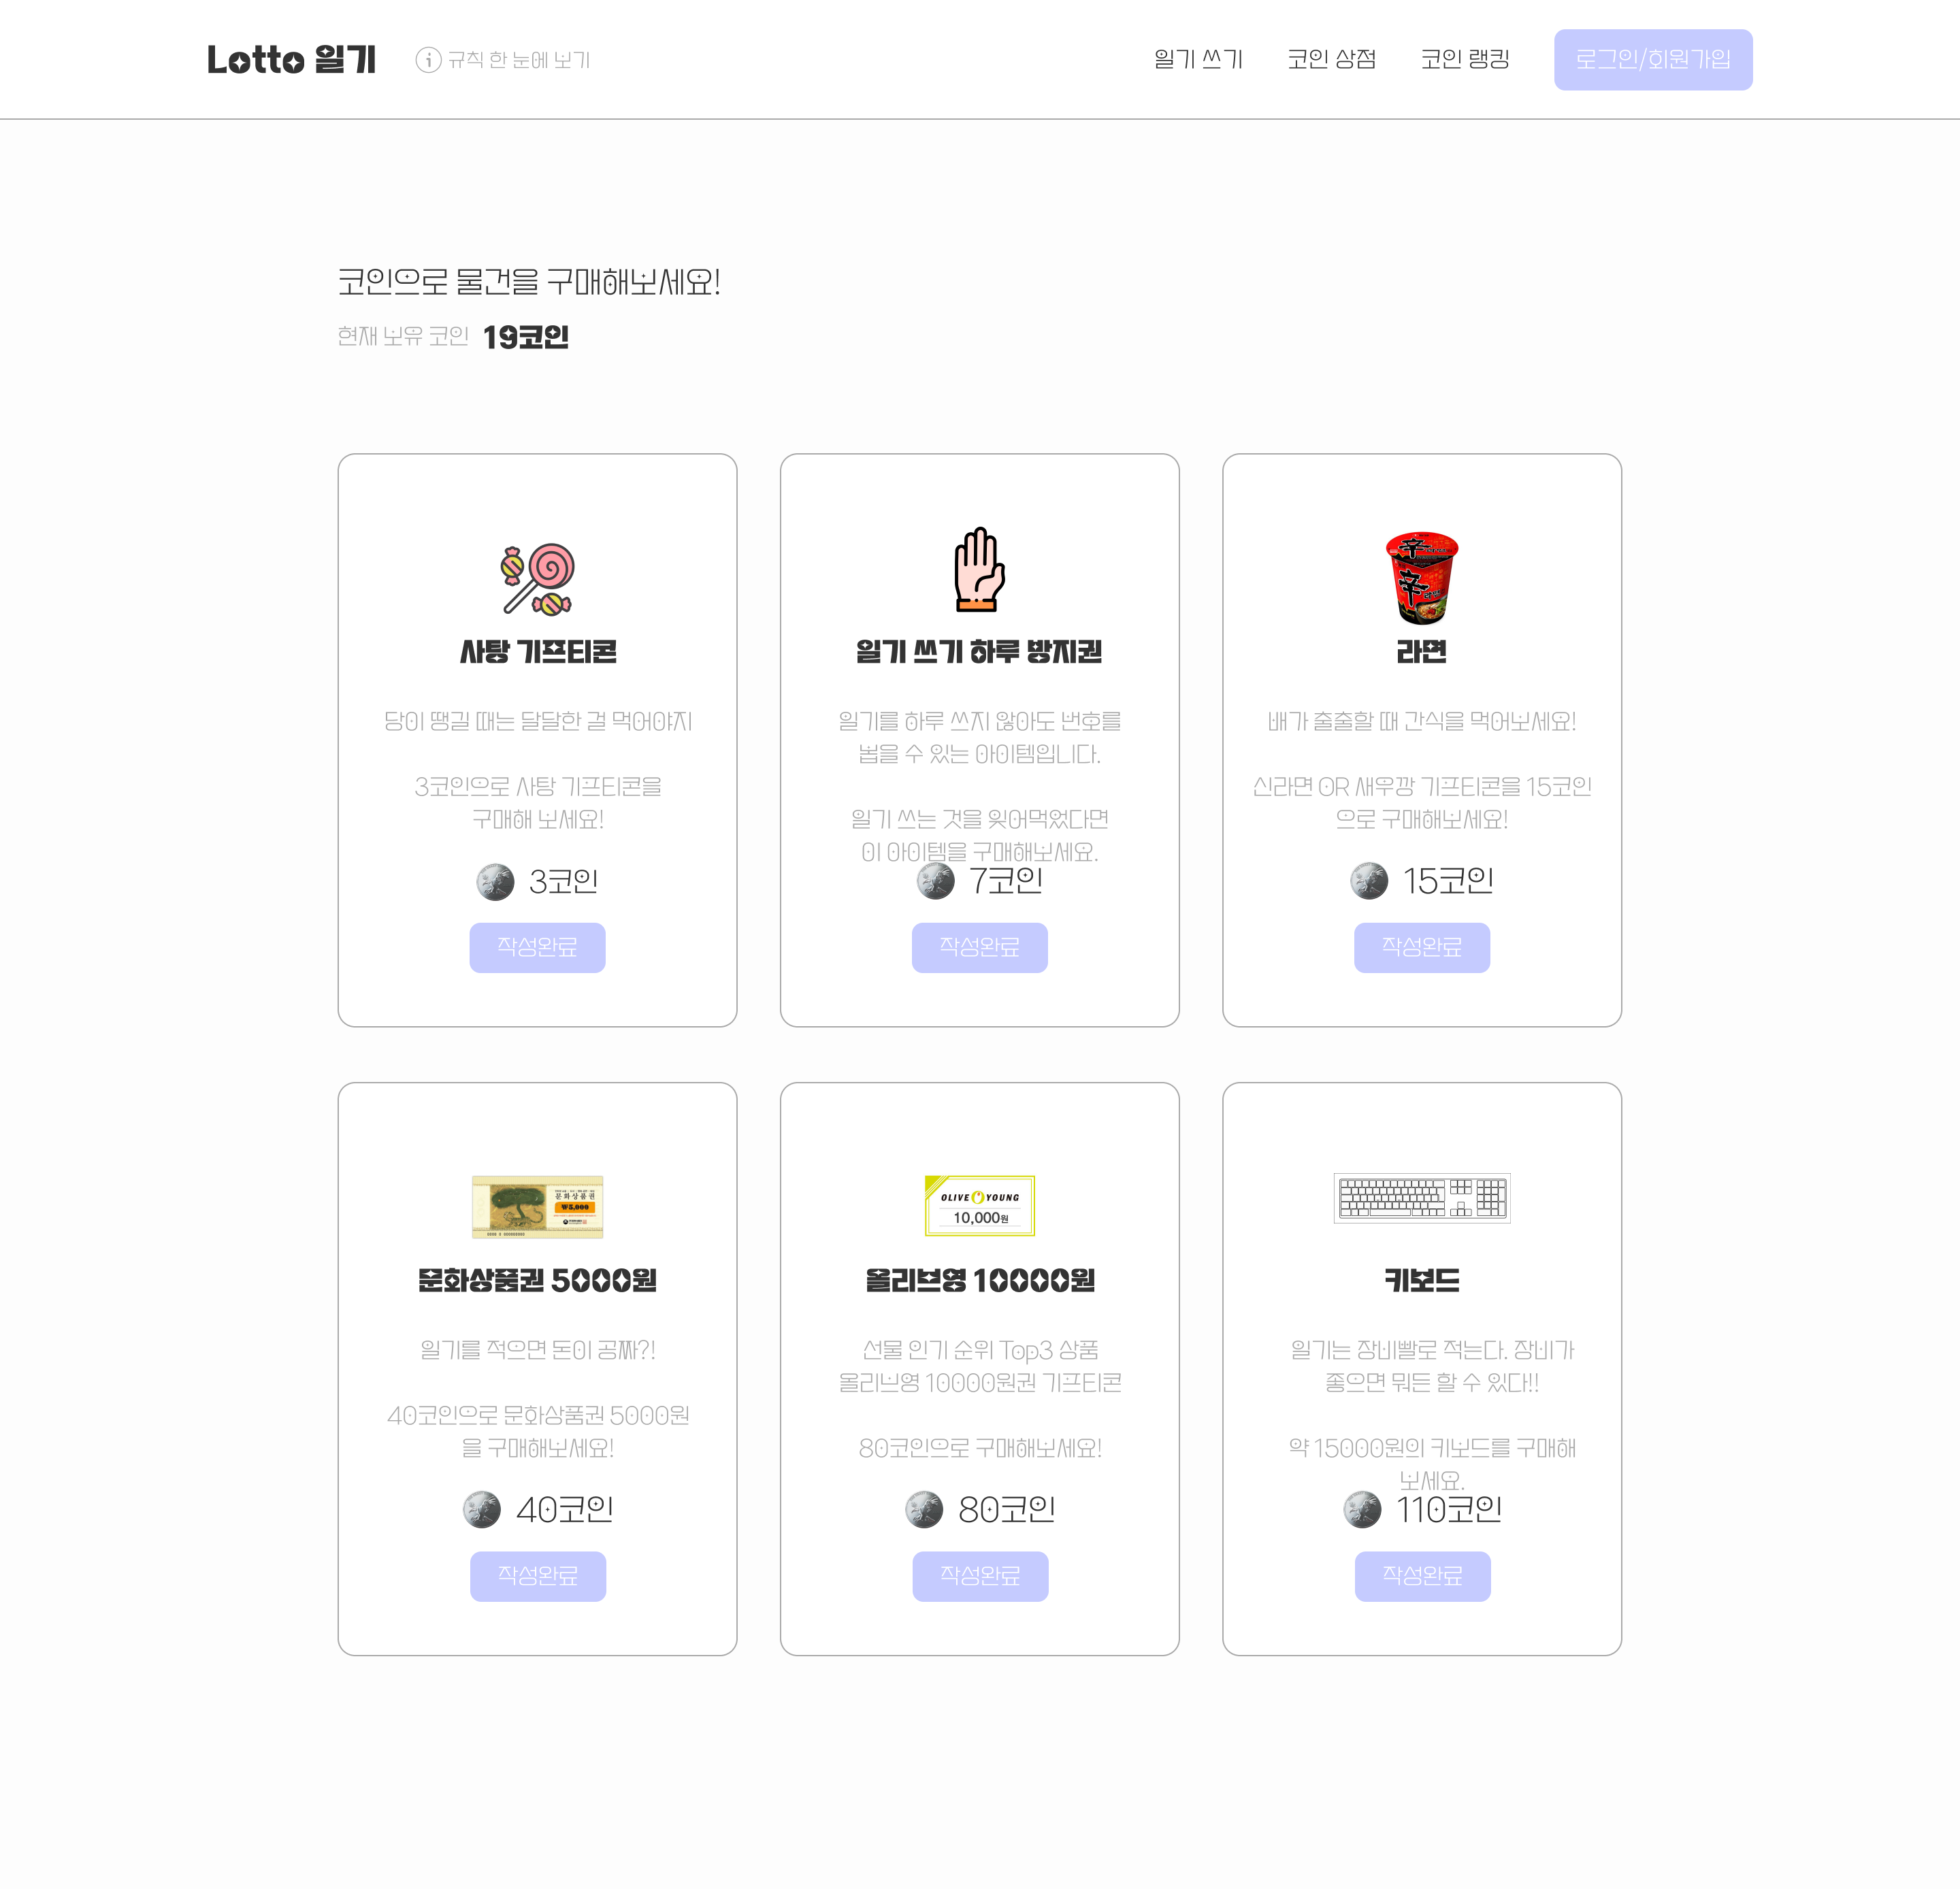 Lotto 일기
규칙 한 눈에 보기
일기 쓰기
코인 상점
코인 랭킹
로그인/회원가입
코인으로 물건을 구매해보세요!
현재 보유 코인 19코인
사탕 기프티콘
당이 땡길 때는 달달한 걸 먹어야지
3코인으로 사탕 기프티콘을
구매해 보세요!
3코인
작성완료
일기 쓰기 하루 방지권
일기를 하루 쓰지 않아도 번호를
뽑을 수 있는 아이템입니다.
일기 쓰는 것을 잊어먹었다면
이 아이템을 구매해보세요.
7코인
작성완료
辛
辛
라면
배가 출출할 때 간식을 먹어보세요!
신라면 OR 새우깡 기프티콘을 15코인
으로 구매해보세요!
15코인
작성완료
문화상품권
₩5,000
문화상품권 5000원
일기를 적으면 돈이 공짜?!
40코인으로 문화상품권 5000원
을 구매해보세요!
40코인
작성완료
OLIVE YOUNG
10,000원
올리브영 10000원
선물 인기 순위 Top3 상품
올리브영 10000원권 기프티콘
80코인으로 구매해보세요!
80코인
작성완료
키보드
일기는 장비빨로 적는다. 장비가
좋으면 뭐든 할 수 있다!!
약 15000원의 키보드를 구매해
보세요.
110코인
작성완료